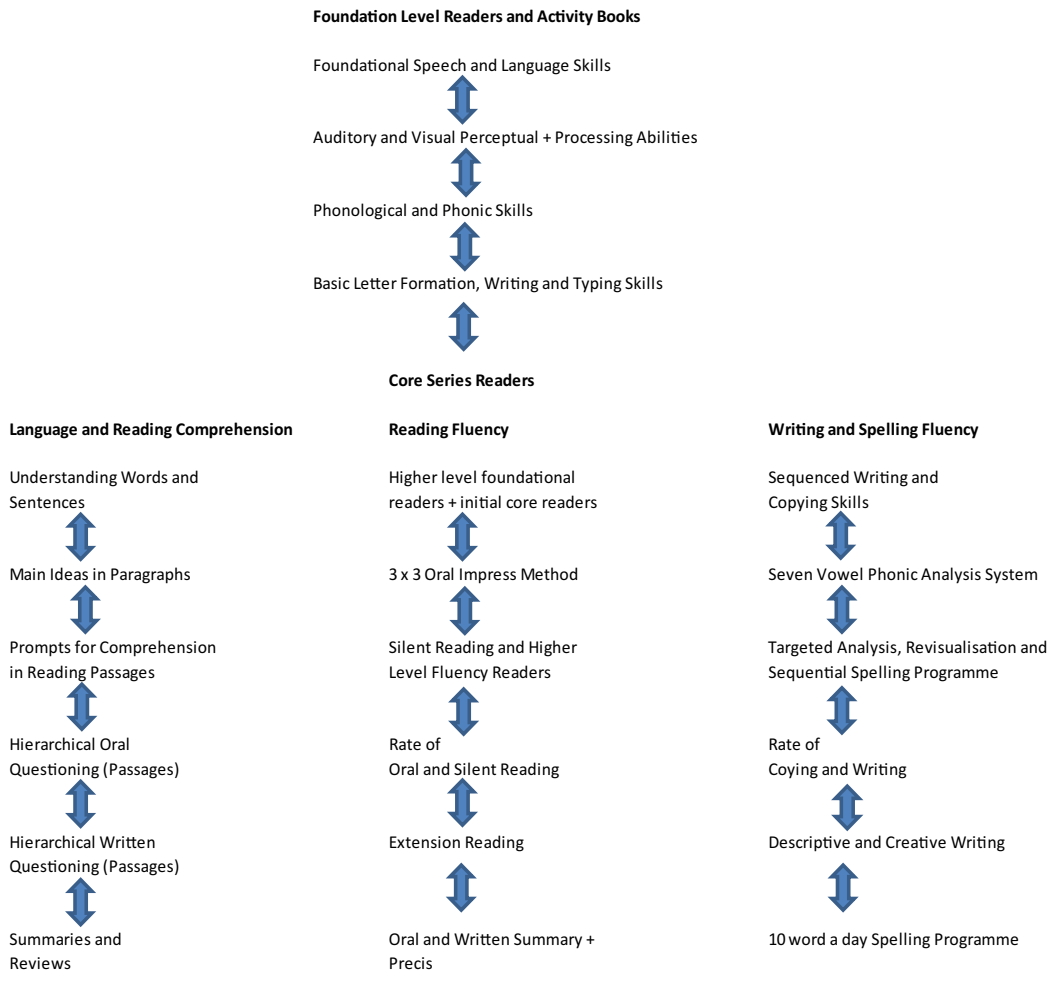 Foundation Level Readers and Activity Books
Foundational Speech and Language Skills
Auditory and Visual Perceptual + Processing Abilities
Phonological and Phonic Skills
Basic Letter Formation, Writing and Typing Skills
Core Series Readers
Language and Reading Comprehension
Understanding Words and
Sentences
Main Ideas in Paragraphs
Prompts for Comprehension
in Reading Passages
Hierarchical Oral
Questioning (Passages)
Hierarchical Written
Questioning (Passages)
Summaries and
Reviews
Reading Fluency
Higher level foundational
readers + initial core readers
3 x 3 Oral Impress Method
Silent Reading and Higher
Level Fluency Readers
Rate of
Oral and Silent Reading
Extension Reading
Oral and Written Summary +
Precis
Writing and Spelling Fluency
Sequenced Writing and
Copying Skills
Seven Vowel Phonic Analysis System
Targeted Analysis, Revisualisation and
Sequential Spelling Programme
Rate of
Coying and Writing
Descriptive and Creative Writing
10 word a day Spelling Programme